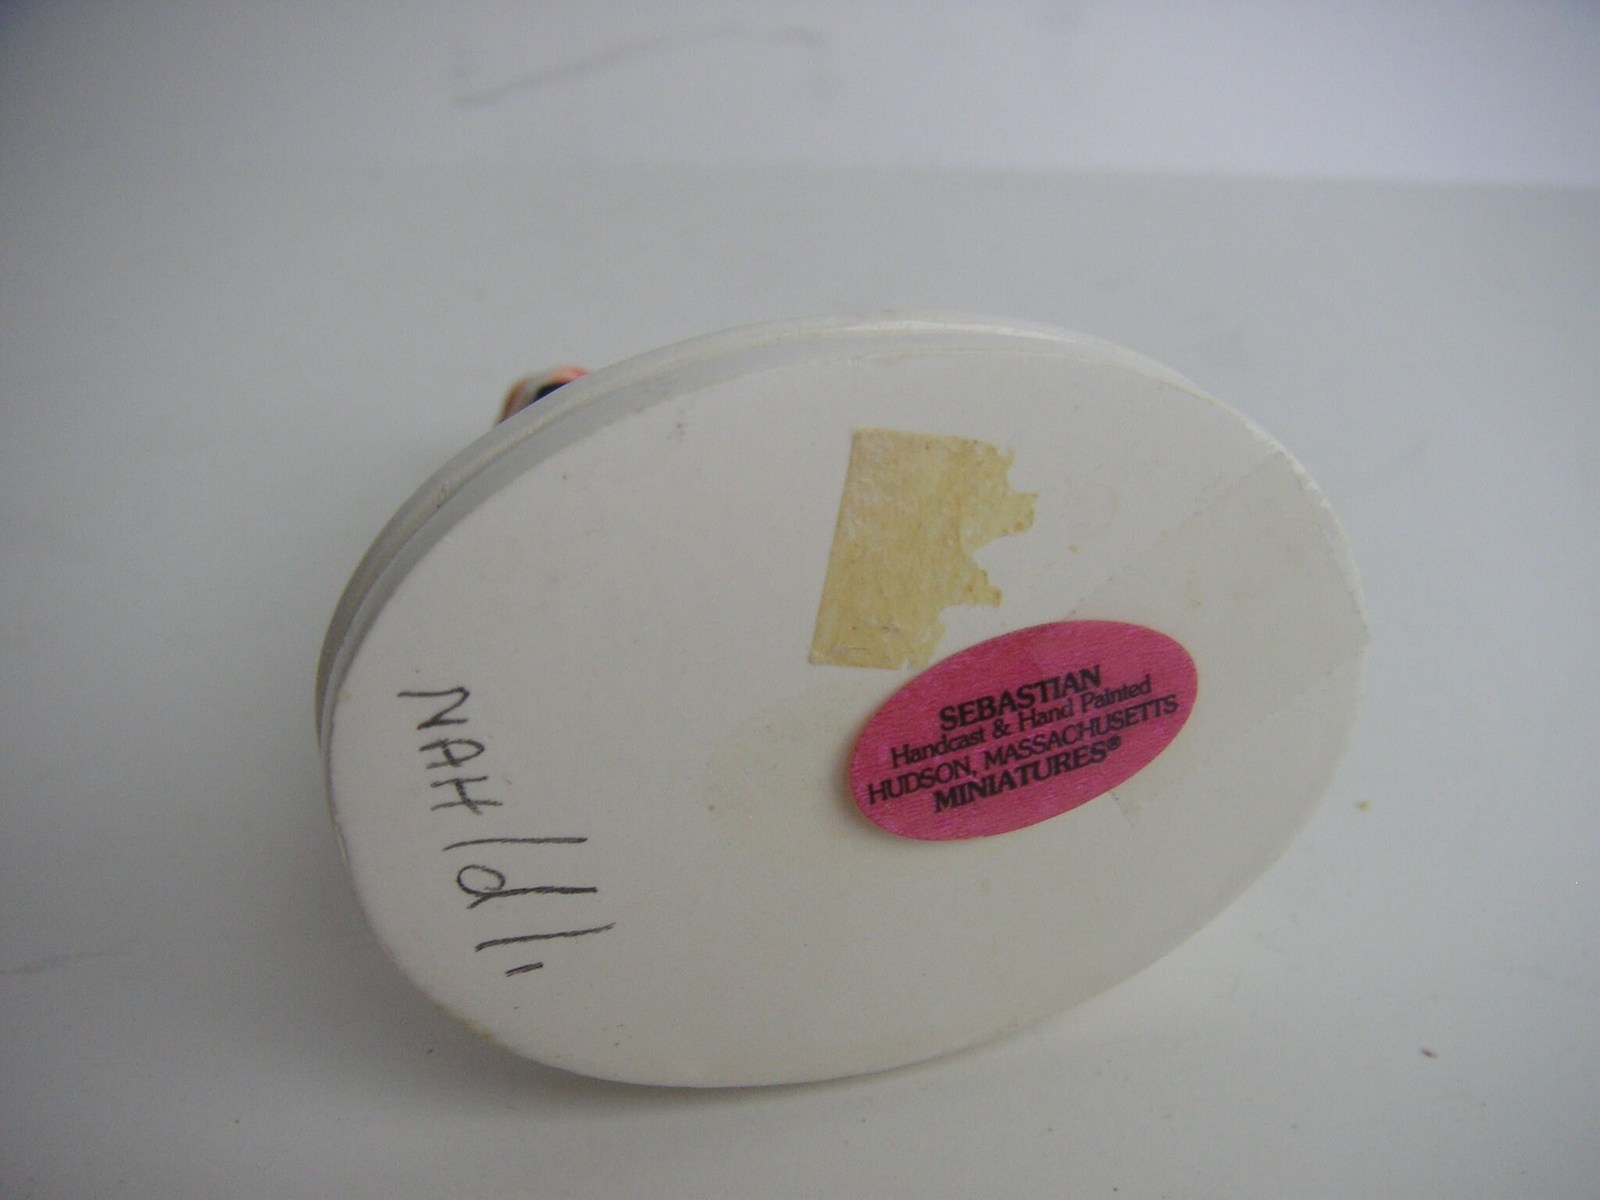 SEBASTIAN
Handcast & Hand Painted
HUDSON, MASSACHUSETTS
MINIATURES®